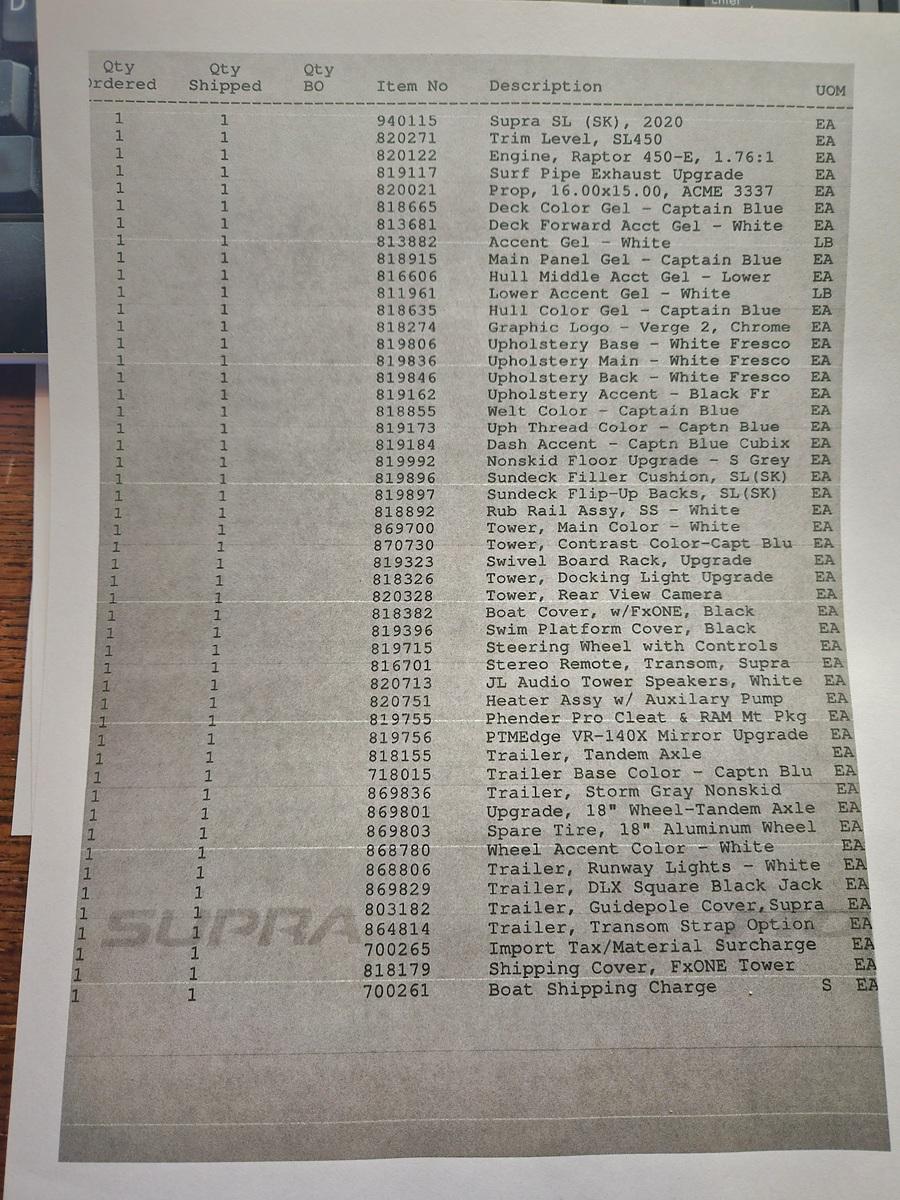 Qty Qty Qty
Ordered Shipped BO Item No Description UOM
1 1 940115 Supra SL (SK), 2020 EA
1 1 820271 Trim Level, SL450 EA
1 1 820122 Engine, Raptor 450-E, 1.76:1 EA
1 1 819117 Surf Pipe Exhaust Upgrade EA
1 1 820021 Prop, 16.00x15.00, ACME 3337 EA
1 1 818665 Deck Color Gel - Captain Blue EA
1 1 813681 Deck Forward Acct Gel - White EA
1 1 813882 Accent Gel - White LB
1 1 818915 Main Panel Gel - Captain Blue EA
1 1 816606 Hull Middle Acct Gel - Lower EA
1 1 811961 Lower Accent Gel - White LB
1 1 818635 Hull Color Gel - Captain Blue EA
1 1 818274 Graphic Logo - Verge 2, Chrome EA
1 1 819806 Upholstery Base - White Fresco EA
1 1 819836 Upholstery Main - White Fresco EA
1 1 819846 Upholstery Back - White Fresco EA
1 1 819162 Upholstery Accent - Black Fr EA
1 1 818855 Welt Color - Captain Blue EA
1 1 819173 Uph Thread Color - Captn Blue EA
1 1 819184 Dash Accent - Captn Blue Cubix EA
1 1 819992 Nonskid Floor Upgrade - S Grey EA
1 1 819896 Sundeck Filler Cushion, SL(SK) EA
1 1 819897 Sundeck Flip-Up Backs, SL(SK) EA
1 1 818892 Rub Rail Assy, SS - White EA
1 1 869700 Tower, Main Color - White EA
1 1 870730 Tower, Contrast Color-Capt Blu EA
1 1 819323 Swivel Board Rack, Upgrade EA
1 1 818326 Tower, Docking Light Upgrade EA
1 1 820328 Tower, Rear View Camera EA
1 1 818382 Boat Cover, w/FxONE, Black EA
1 1 819396 Swim Platform Cover, Black EA
1 1 819715 Steering Wheel with Controls EA
1 1 816701 Stereo Remote, Transom, Supra EA
1 1 820713 JL Audio Tower Speakers, White EA
1 1 820751 Heater Assy w/ Auxilary Pump EA
1 1 819755 Phender Pro Cleat & RAM Mt Pkg EA
1 1 819756 PTMEdge VR-140X Mirror Upgrade EA
1 1 818155 Trailer, Tandem Axle EA
1 1 718015 Trailer Base Color - Captn Blu EA
1 1 869836 Trailer, Storm Gray Nonskid EA
1 1 869801 Upgrade, 18" Wheel-Tandem Axle EA
1 1 869803 Spare Tire, 18" Aluminum Wheel EA
1 1 868780 Wheel Accent Color - White EA
1 1 868806 Trailer, Runway Lights - White EA
1 1 869829 Trailer, DLX Square Black Jack EA
1 1 803182 Trailer, Guidepole Cover,Supra EA
1 1 864814 Trailer, Transom Strap Option EA
SUPRA
1 1 700265 Import Tax/Material Surcharge EA
1 1 818179 Shipping Cover, FxONE Tower EA
1 1 700261 Boat Shipping Charge S EA